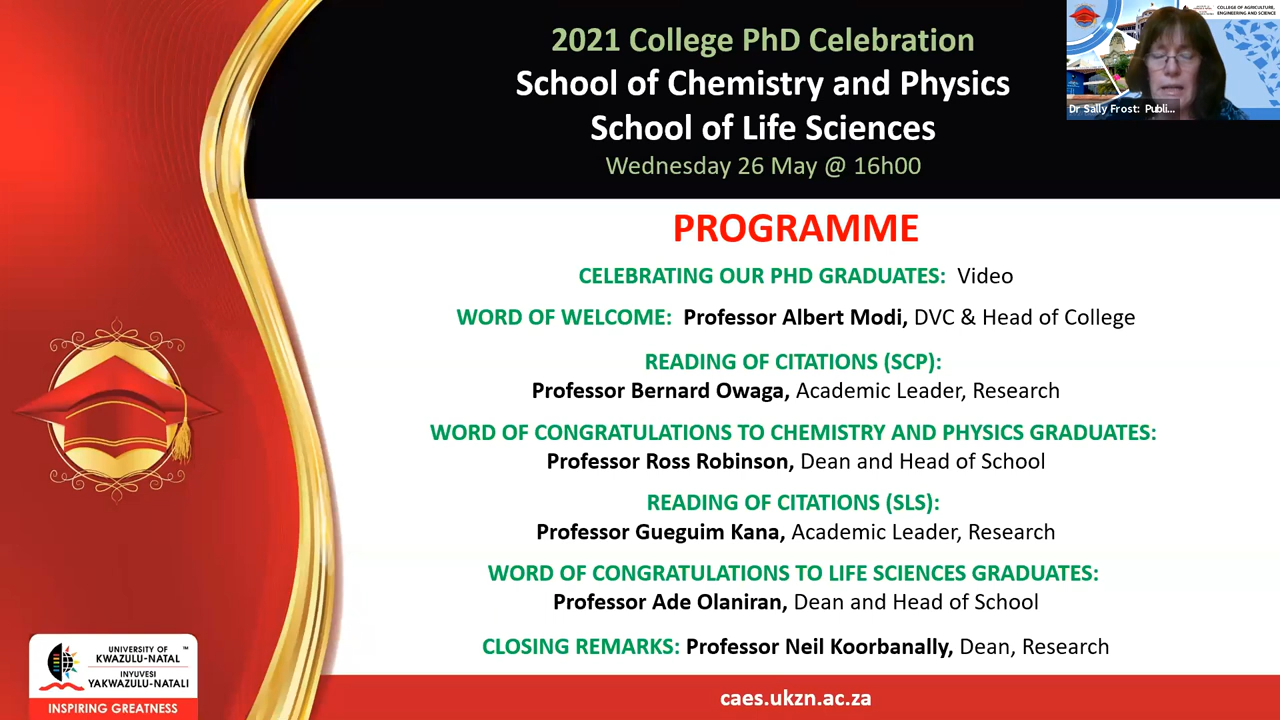 2021 College PhD Celebration
School of Chemistry and Physics
School of Life Sciences
Wednesday 26 May @ 16h00
COLLEGE OF AGRICULTURE,
ENGINEERING AND SCIENCE
Dr Sally Frost: Publi...
PROGRAMME
CELEBRATING OUR PHD GRADUATES: Video
WORD OF WELCOME: Professor Albert Modi, DVC & Head of College
READING OF CITATIONS (SCP):
Professor Bernard Owaga, Academic Leader, Research
WORD OF CONGRATULATIONS TO CHEMISTRY AND PHYSICS GRADUATES:
Professor Ross Robinson, Dean and Head of School
READING OF CITATIONS (SLS):
Professor Gueguim Kana, Academic Leader, Research
WORD OF CONGRATULATIONS TO LIFE SCIENCES GRADUATES:
Professor Ade Olaniran, Dean and Head of School
CLOSING REMARKS: Professor Neil Koorbanally, Dean, Research
UNIVERSITY OF ™
KWAZULU-NATAL
INYUVESI
YAKWAZULU-NATALI
INSPIRING GREATNESS
caes.ukzn.ac.za